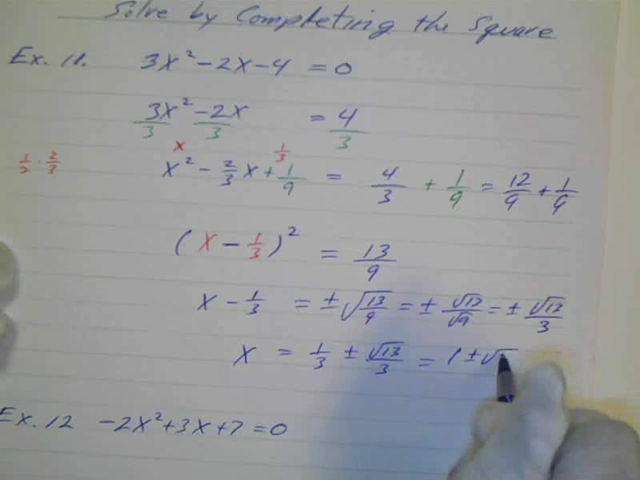 Solve by Completing the Square
Ex. 11. 3x² - 2x - 4 = 0
3x²/3 - 2x/3 = 4/3
x 1/3
1/2 · 2/3 x² - 2/3 x + 1/9 = 4/3 + 1/9 = 12/9 + 1/9
(x - 1/3)² = 13/9
x - 1/3 = ±√(13/9) = ± √13/√9 = ± √13/3
x = 1/3 ± √13/3 = 1 ± √
Ex. 12 -2x² + 3x + 7 = 0